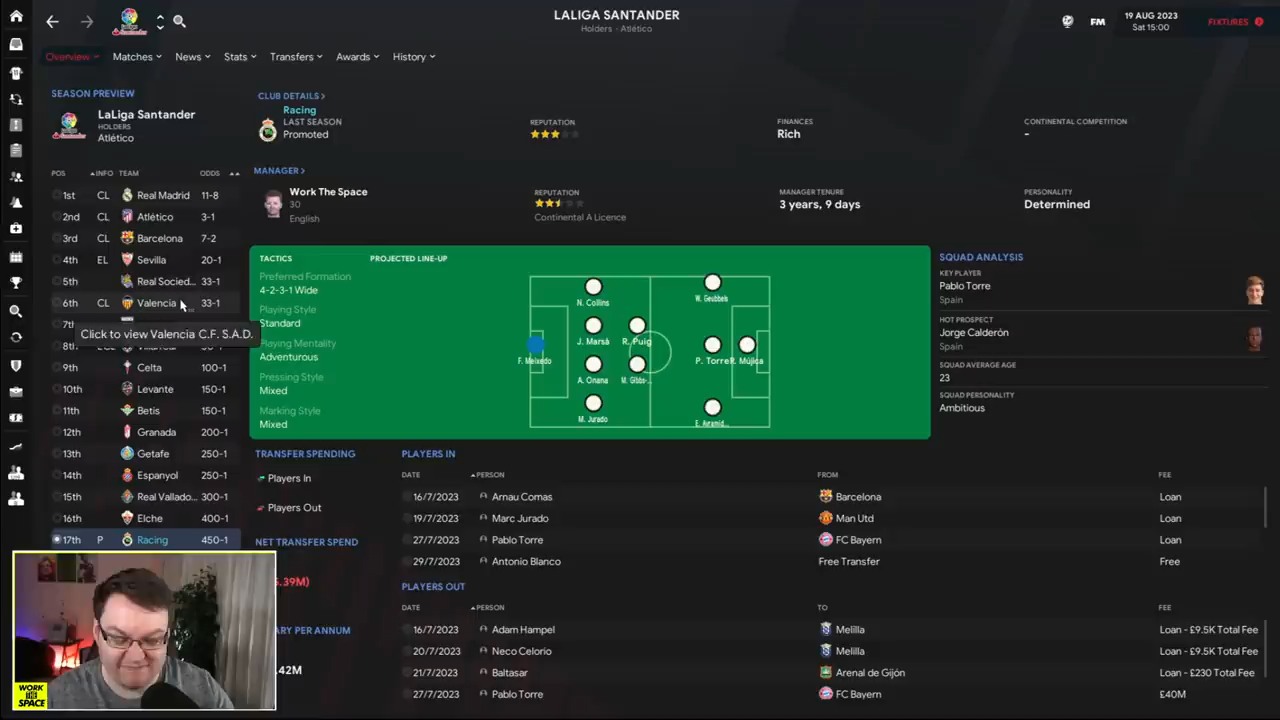 LALIGA SANTANDER
Holders - Atlético
FM
19 AUG 2023
Sat 15:00
FIXTURES
Overview
Matches
News
Stats
Transfers
Awards
History
SEASON PREVIEW
LaLiga Santander
HOLDERS
Atlético
POS INFO TEAM ODDS
1st CL Real Madrid 11-8
2nd CL Atlético 3-1
3rd CL Barcelona 7-2
4th EL Sevilla 20-1
5th Real Socied... 33-1
6th CL Valencia 33-1
7th
Click to view Valencia C.F. S.A.D.
9th Celta 100-1
10th Levante 150-1
11th Betis 150-1
12th Granada 200-1
13th Getafe 250-1
14th Espanyol 250-1
15th Real Vallado... 300-1
16th Elche 400-1
17th P Racing 450-1
CLUB DETAILS >
Racing
LAST SEASON
Promoted
REPUTATION
FINANCES
Rich
CONTINENTAL COMPETITION
-
MANAGER >
Work The Space
30
English
REPUTATION
Continental A Licence
MANAGER TENURE
3 years, 9 days
PERSONALITY
Determined
TACTICS
Preferred Formation
4-2-3-1 Wide
Playing Style
Standard
Playing Mentality
Adventurous
Pressing Style
Mixed
Marking Style
Mixed
PROJECTED LINE-UP
N. Collins
W. Geubbels
J. Marsà
R. Puig
P. Torre
R. Mújica
A. Onana
M. Gibbs-...
M. Jurado
SQUAD ANALYSIS
KEY PLAYER
Pablo Torre
Spain
HOT PROSPECT
Jorge Calderón
Spain
SQUAD AVERAGE AGE
23
SQUAD PERSONALITY
Ambitious
TRANSFER SPENDING
Players In
Players Out
NET TRANSFER SPEND
.39M)
ARY PER ANNUM
.42M
PLAYERS IN
DATE PERSON FROM FEE
16/7/2023 Arnau Comas Barcelona Loan
19/7/2023 Marc Jurado Man Utd Loan
27/7/2023 Pablo Torre FC Bayern Loan
29/7/2023 Antonio Blanco Free Transfer Free
PLAYERS OUT
DATE PERSON TO FEE
16/7/2023 Adam Hampel Melilla Loan - £9.5K Total Fee
20/7/2023 Neco Celorio Melilla Loan - £9.5K Total Fee
21/7/2023 Baltasar Arenal de Gijón Loan - £230 Total Fee
27/7/2023 Pablo Torre FC Bayern £40M
WORK
THE
SPACE